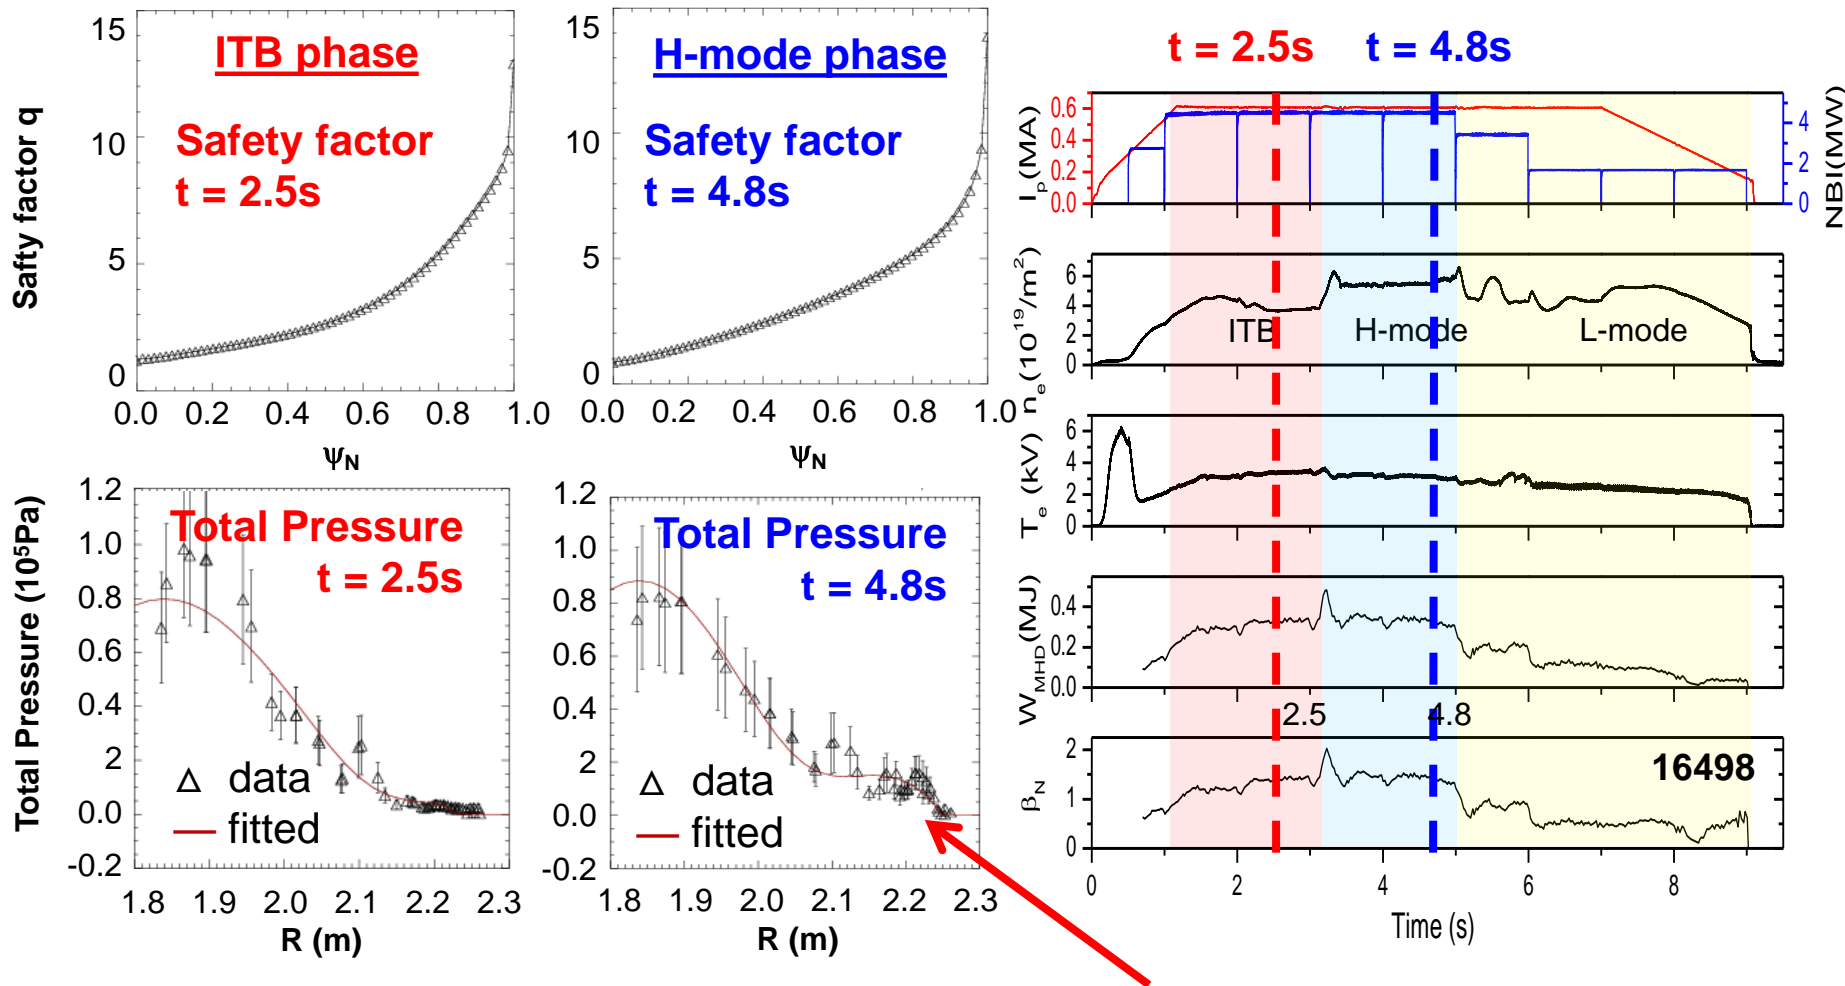 ITB phase
Safety factor
t = 2.5s
Safty factor q
15
10
5
0
0.0 0.2 0.4 0.6 0.8 1.0
ψN
H-mode phase
Safety factor
t = 4.8s
15
10
5
0
0.0 0.2 0.4 0.6 0.8 1.0
ψN
Total Pressure
t = 2.5s
Total Pressure (10⁵Pa)
1.2
1.0
0.8
0.6
0.4
0.2
0.0
-0.2
△ data
— fitted
1.8 1.9 2.0 2.1 2.2 2.3
R (m)
Total Pressure
t = 4.8s
1.2
1.0
0.8
0.6
0.4
0.2
0.0
-0.2
△ data
— fitted
1.8 1.9 2.0 2.1 2.2 2.3
R (m)
t = 2.5s t = 4.8s
Ip(MA)
0.6
0.4
0.2
0.0
NBI(MW)
4
2
0
ne(10¹⁹/m²)
6
4
2
0
ITB H-mode L-mode
Te(kV)
6
4
2
0
WMHD(MJ)
0.4
0.2
0.0
2.5 4.8
βN
2
1
0
16498
0 2 4 6 8
Time (s)